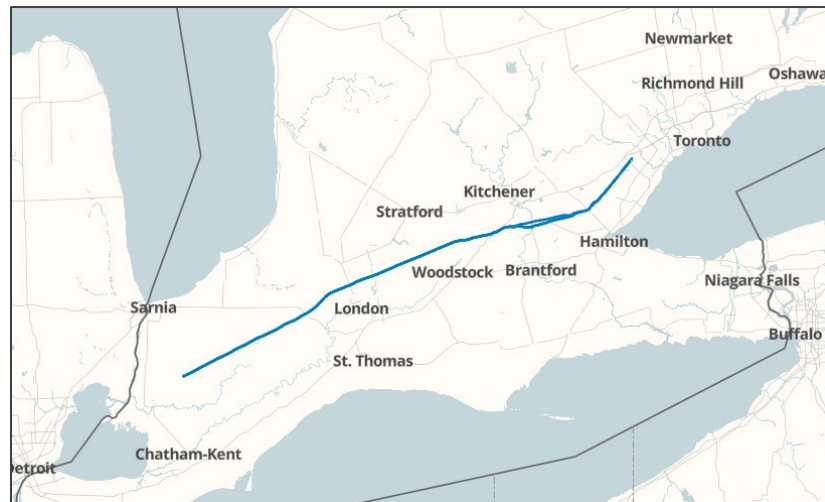 Newmarket
Richmond Hill
Oshawa
Toronto
Kitchener
Stratford
Hamilton
Woodstock
Brantford
Niagara Falls
Sarnia
London
Buffalo
St. Thomas
Chatham-Kent
Detroit